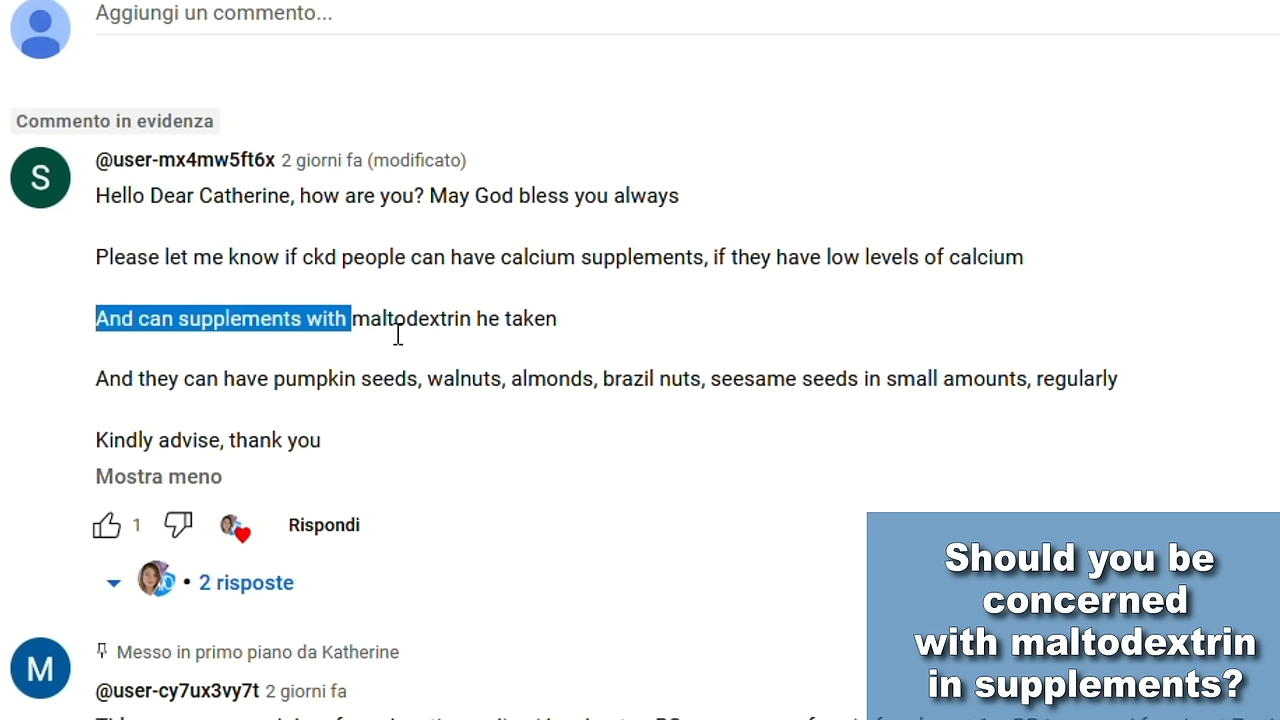 Aggiungi un commento...
Commento in evidenza
S
@user-mx4mw5ft6x 2 giorni fa (modificato)
Hello Dear Catherine, how are you? May God bless you always
Please let me know if ckd people can have calcium supplements, if they have low levels of calcium
And can supplements with maltodextrin he taken
And they can have pumpkin seeds, walnuts, almonds, brazil nuts, seesame seeds in small amounts, regularly
Kindly advise, thank you
Mostra meno
1 Rispondi
• 2 risposte
Should you be
concerned
with maltodextrin
in supplements?
M
Messo in primo piano da Katherine
@user-cy7ux3vy7t 2 giorni fa